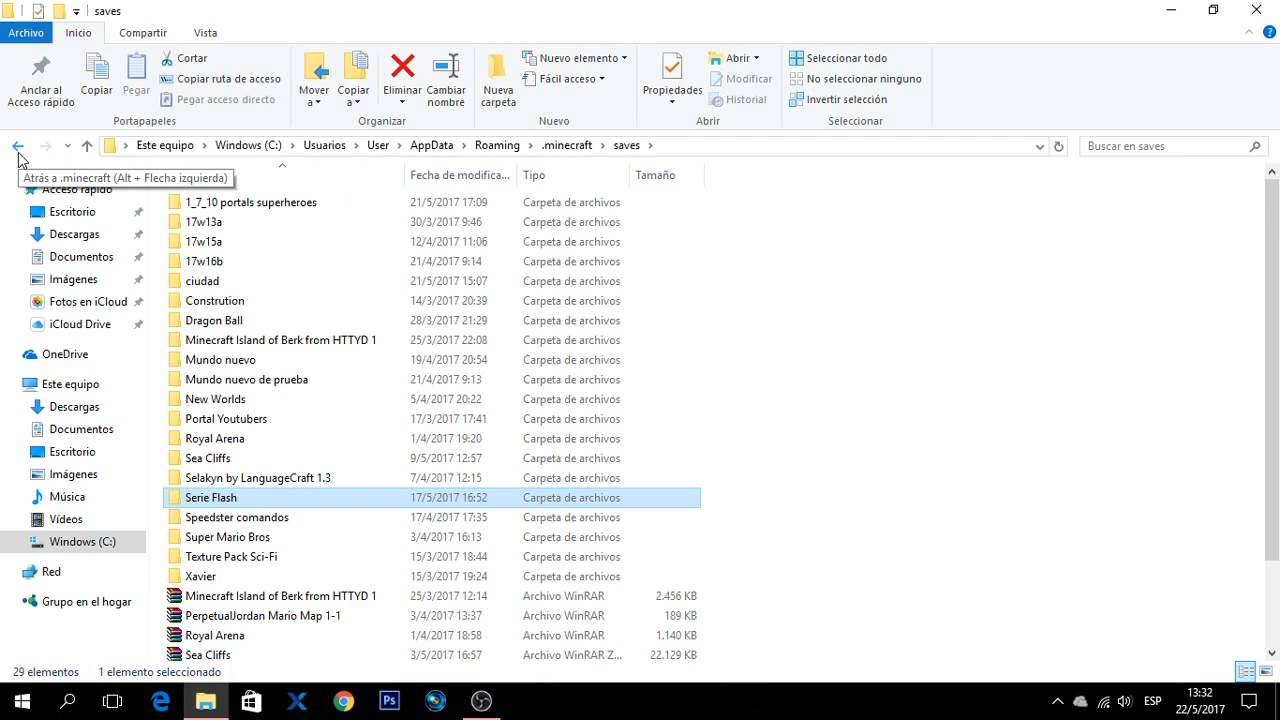 saves
Archivo Inicio Compartir Vista
Anclar al Acceso rápido
Copiar
Pegar
Cortar
Copiar ruta de acceso
Pegar acceso directo
Portapapeles
Mover a
Copiar a
Eliminar
Cambiar nombre
Organizar
Nueva carpeta
Nuevo elemento
Fácil acceso
Nuevo
Propiedades
Abrir
Modificar
Historial
Abrir
Seleccionar todo
No seleccionar ninguno
Invertir selección
Seleccionar
Este equipo > Windows (C:) > Usuarios > User > AppData > Roaming > .minecraft > saves >
Buscar en saves
Atrás a .minecraft (Alt + Flecha izquierda)
Acceso rápido
Escritorio
Descargas
Documentos
Imágenes
Fotos en iCloud
iCloud Drive
OneDrive
Este equipo
Descargas
Documentos
Escritorio
Imágenes
Música
Vídeos
Windows (C:)
Red
Grupo en el hogar
Fecha de modifica... Tipo Tamaño
1_7_10 portals superheroes 21/5/2017 17:09 Carpeta de archivos
17w13a 30/3/2017 9:46 Carpeta de archivos
17w15a 12/4/2017 11:06 Carpeta de archivos
17w16b 21/4/2017 9:14 Carpeta de archivos
ciudad 21/5/2017 15:07 Carpeta de archivos
Constrution 14/3/2017 20:39 Carpeta de archivos
Dragon Ball 28/3/2017 21:29 Carpeta de archivos
Minecraft Island of Berk from HTTYD 1 25/3/2017 22:08 Carpeta de archivos
Mundo nuevo 19/4/2017 20:54 Carpeta de archivos
Mundo nuevo de prueba 21/4/2017 9:13 Carpeta de archivos
New Worlds 5/4/2017 20:22 Carpeta de archivos
Portal Youtubers 17/3/2017 17:41 Carpeta de archivos
Royal Arena 1/4/2017 19:20 Carpeta de archivos
Sea Cliffs 9/5/2017 12:57 Carpeta de archivos
Selakyn by LanguageCraft 1.3 7/4/2017 12:15 Carpeta de archivos
Serie Flash 17/5/2017 16:52 Carpeta de archivos
Speedster comandos 17/4/2017 17:35 Carpeta de archivos
Super Mario Bros 3/4/2017 16:13 Carpeta de archivos
Texture Pack Sci-Fi 15/3/2017 18:44 Carpeta de archivos
Xavier 15/3/2017 19:24 Carpeta de archivos
Minecraft Island of Berk from HTTYD 1 25/3/2017 12:14 Archivo WinRAR 2.456 KB
PerpetualJordan Mario Map 1-1 3/4/2017 13:37 Archivo WinRAR 189 KB
Royal Arena 1/4/2017 18:58 Archivo WinRAR 1.140 KB
Sea Cliffs 3/5/2017 16:57 Archivo WinRAR Z... 22.129 KB
29 elementos 1 elemento seleccionado
Ps
ESP
13:32
22/5/2017